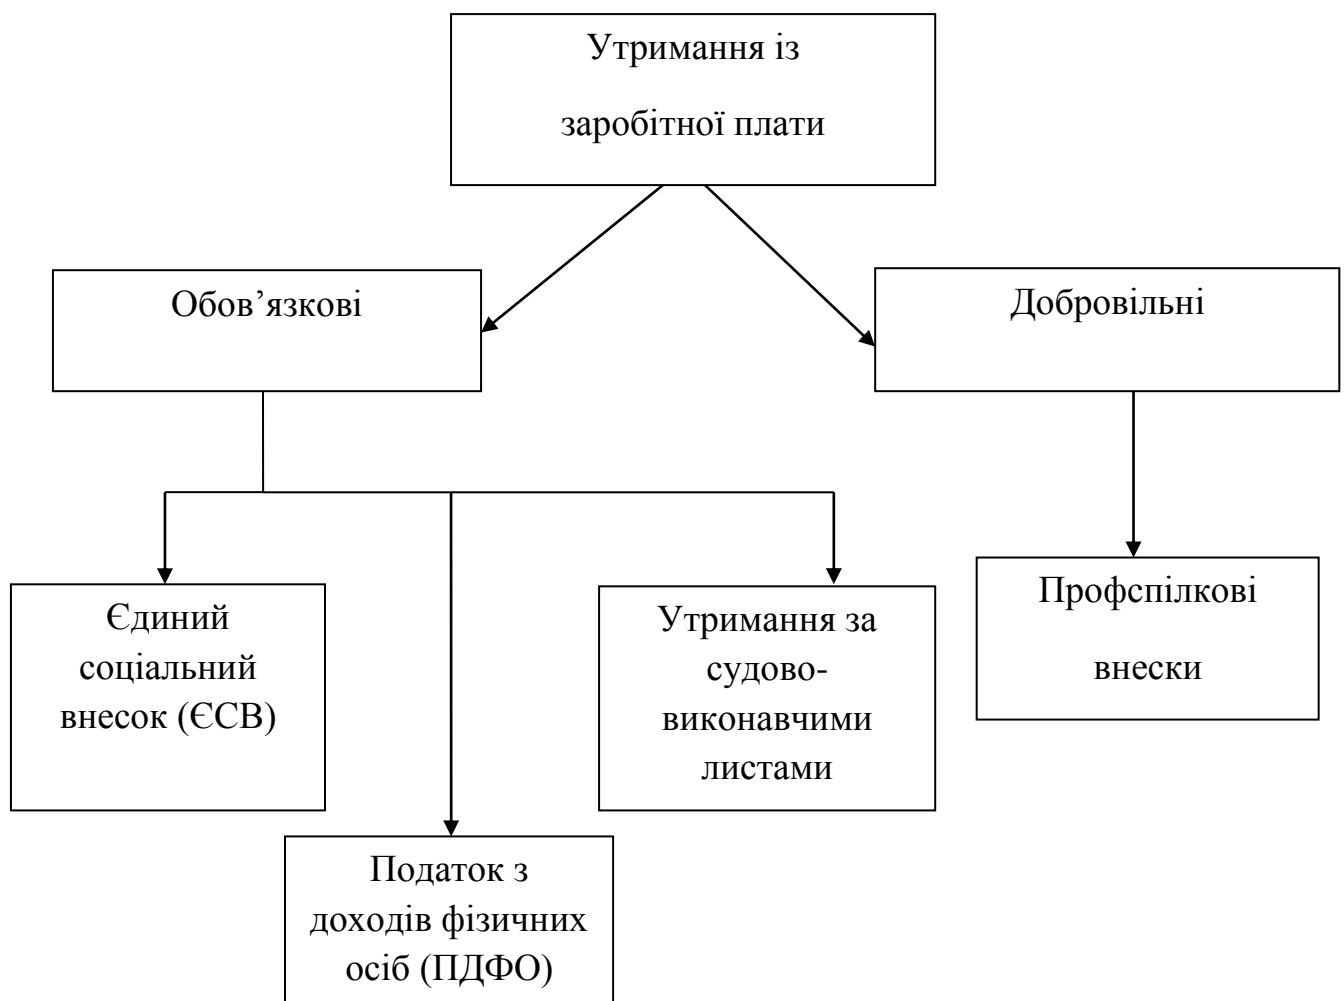 Утримання із
заробітної плати
Обов’язкові
Добровільні
Єдиний
соціальний
внесок (ЄСВ)
Утримання за
судово-
виконавчими
листами
Профспілкові
внески
Податок з
доходів фізичних
осіб (ПДФО)